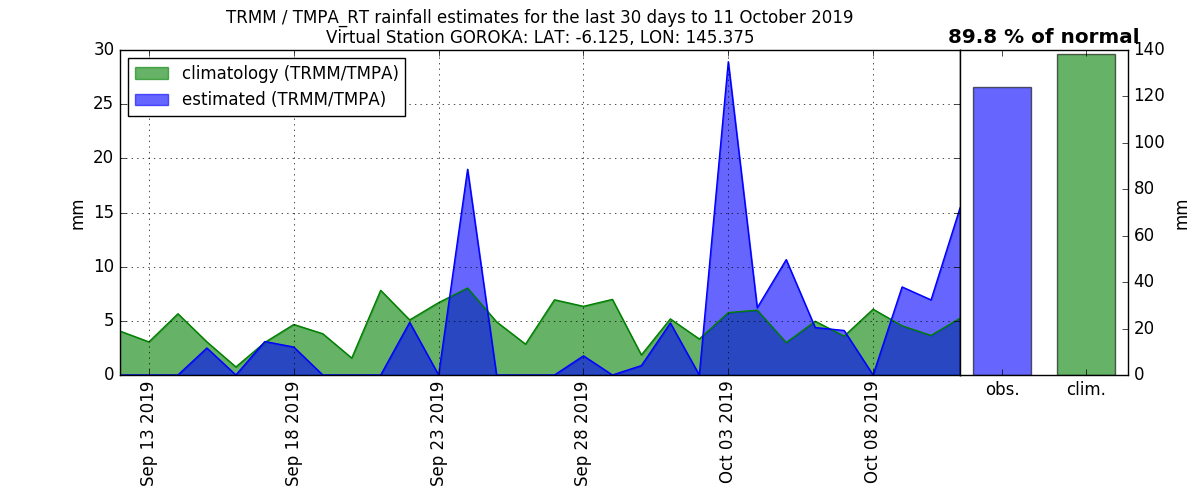 TRMM / TMPA_RT rainfall estimates for the last 30 days to 11 October 2019
Virtual Station GOROKA: LAT: -6.125, LON: 145.375
89.8 % of normal
climatology (TRMM/TMPA)
estimated (TRMM/TMPA)
mm
30
25
20
15
10
5
0
Sep 13 2019
Sep 18 2019
Sep 23 2019
Sep 28 2019
Oct 03 2019
Oct 08 2019
obs.
clim.
140
120
100
80
60
40
20
0
mm